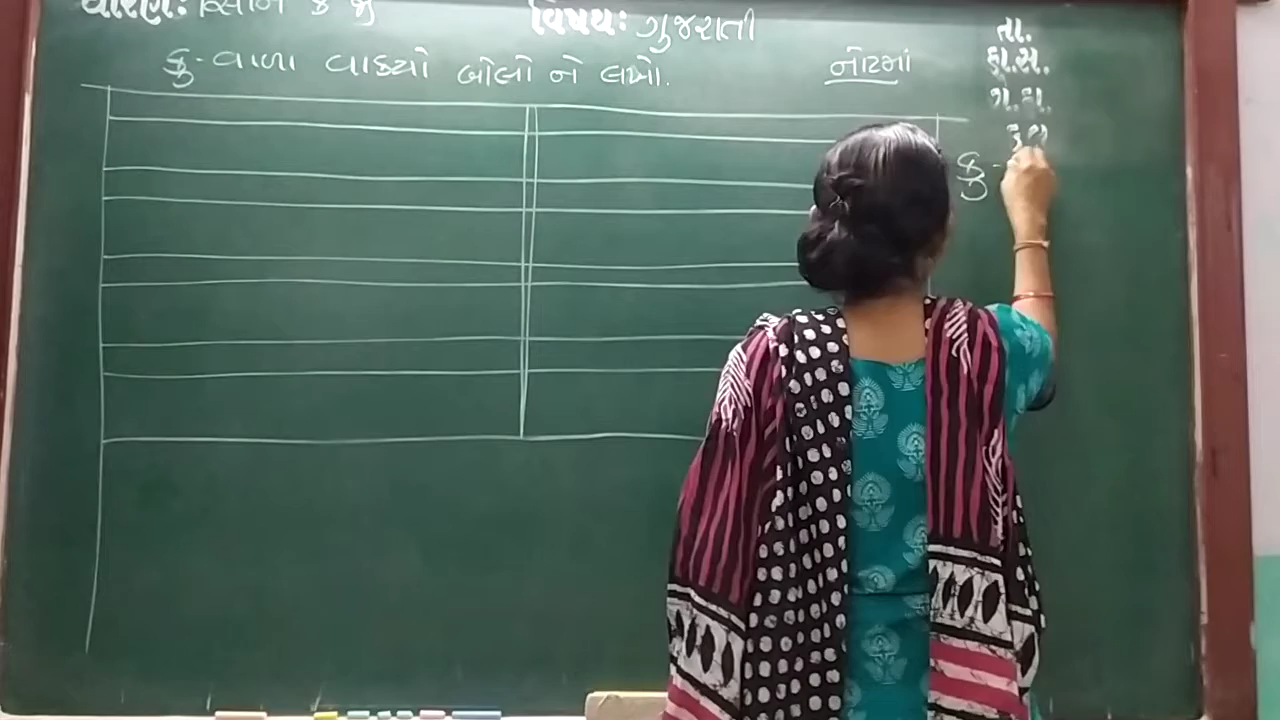 ધોરણ: સિનિ કે જી
વિષય: ગુજરાતી
કુ - વાળા વાક્યો બોલો ને લખો.
નોટમાં
તા.
હા.સ.
ગે.હા.
કુલ
કુ -